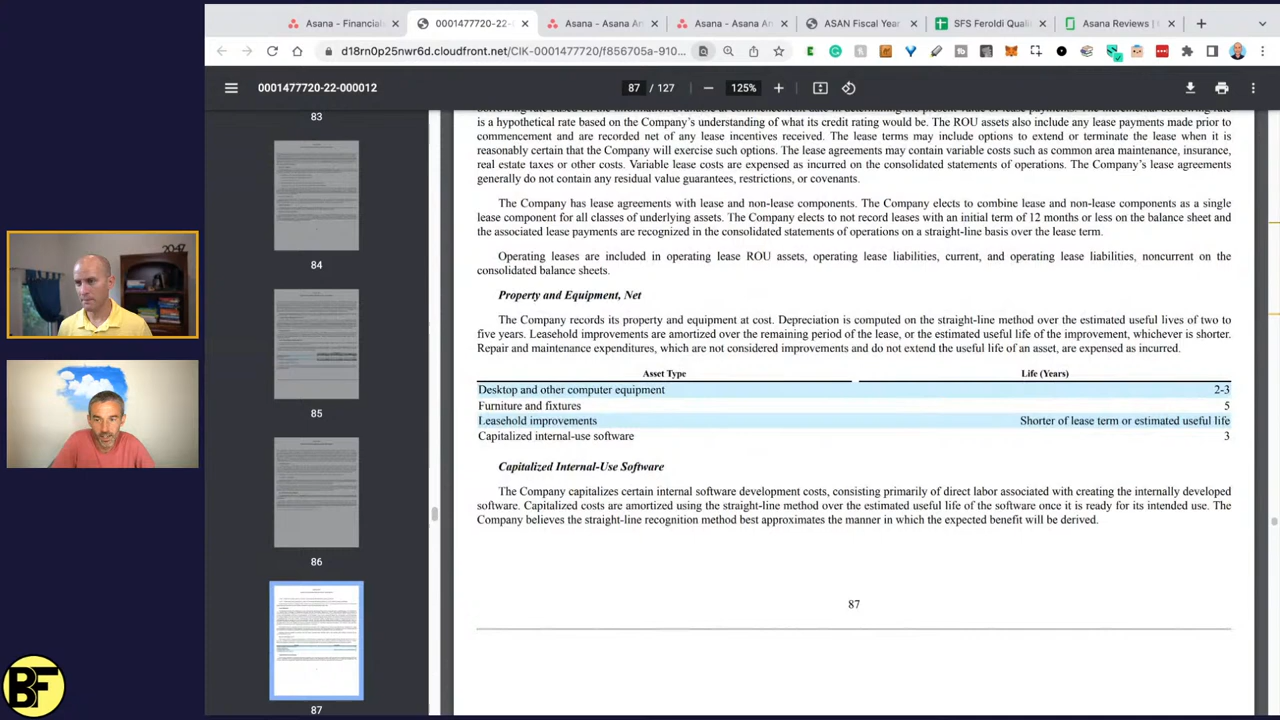 Asana - Financials
0001477720-22-
Asana - Asana Ar
Asana - Asana An
ASAN Fiscal Year
SFS Feroldi Qual
Asana Reviews |
d18rn0p25nwr6d.cloudfront.net/CIK-0001477720/f856705a-910...
0001477720-22-000012
87 / 127
125%
83
84
85
86
87
is a hypothetical rate based on the Company's understanding of what its credit rating would be. The ROU assets also include any lease payments made prior to
commencement and are recorded net of any lease incentives received. The lease terms may include options to extend or terminate the lease when it is
reasonably certain that the Company will exercise such options. The lease agreements may contain variable costs such as common area maintenance, insurance,
real estate taxes or other costs. Variable lease costs are expensed as incurred on the consolidated statements of operations. The Company's lease agreements
generally do not contain any residual value guarantees, restrictions, or covenants.
The Company has lease agreements with lease and non-lease components. The Company elects to combine lease and non-lease components as a single
lease component for all classes of underlying assets. The Company elects to not record leases with an initial term of 12 months or less on the balance sheet and
the associated lease payments are recognized in the consolidated statements of operations on a straight-line basis over the lease term.
Operating leases are included in operating lease ROU assets, operating lease liabilities, current, and operating lease liabilities, noncurrent on the
consolidated balance sheets.
Property and Equipment, Net
The Company records its property and equipment at cost. Depreciation is computed on the straight-line method over the estimated useful lives of two to
five years. Leasehold improvements are amortized over the remaining period of the lease, or the estimated useful life of the improvement, whichever is shorter.
Repair and maintenance expenditures, which are not considered improvements and do not extend the useful life of an asset, are expensed as incurred.
Asset Type Life (Years)
Desktop and other computer equipment 2-3
Furniture and fixtures 5
Leasehold improvements Shorter of lease term or estimated useful life
Capitalized internal-use software 3
Capitalized Internal-Use Software
The Company capitalizes certain internal software development costs, consisting primarily of direct labor associated with creating the internally developed
software. Capitalized costs are amortized using the straight-line method over the estimated useful life of the software once it is ready for its intended use. The
Company believes the straight-line recognition method best approximates the manner in which the expected benefit will be derived.
87
BF